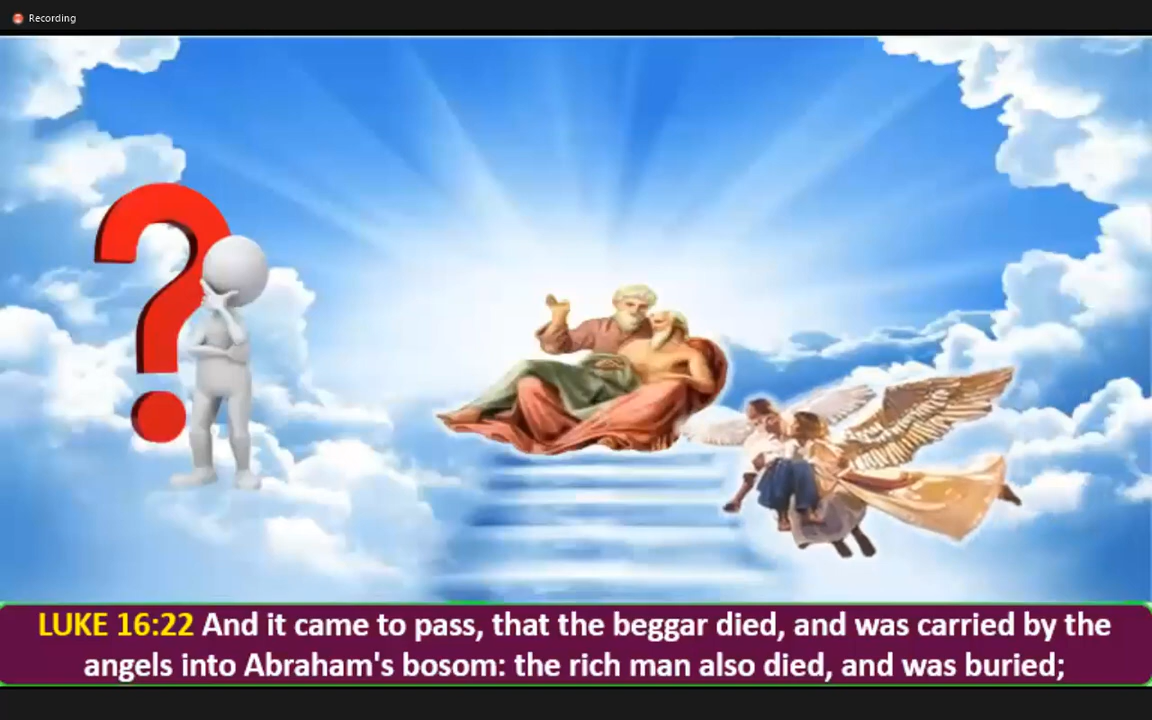 Recording
LUKE 16:22 And it came to pass, that the beggar died, and was carried by the
angels into Abraham's bosom: the rich man also died, and was buried;